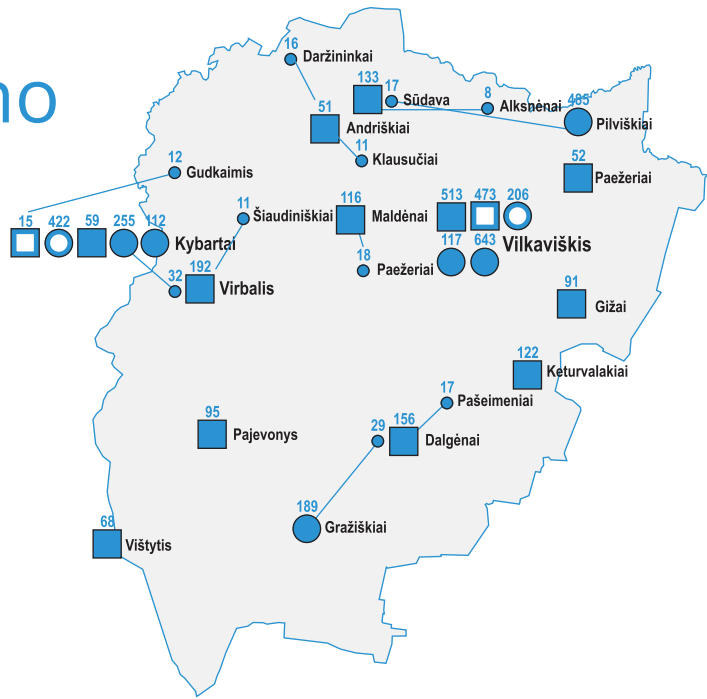 no
16
Daržininkai
133
17
Sūdava
8
Alksnėnai
485
Pilviškiai
51
Andriškiai
11
Klausučiai
12
Gudkaimis
52
Paežeriai
15 422 59 255 112
Kybartai
11
Šiaudiniškiai
116
Maldėnai
513 473 206
Vilkaviškis
117 643
18
Paežeriai
32
192
Virbalis
91
Gižai
122
Keturvalakiai
17
Pašeimeniai
95
Pajevonys
29
156
Dalgėnai
189
Gražiškiai
68
Vištytis